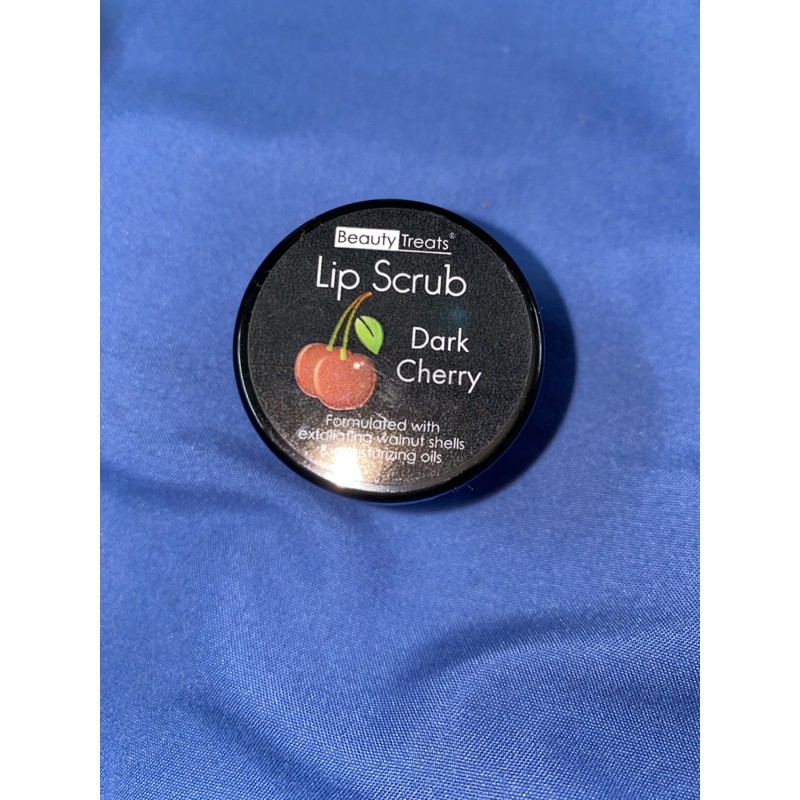 Beauty Treats®
Lip Scrub
Dark
Cherry
Formulated with
exfoliating walnut shells
& moisturizing oils